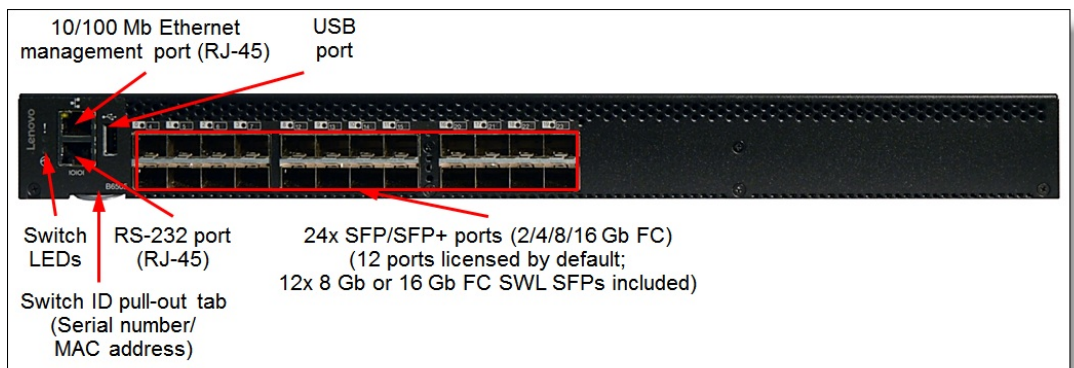 10/100 Mb Ethernet
management port (RJ-45)
USB
port
Lenovo
IOIOI
24x SFP/SFP+ ports (2/4/8/16 Gb FC)
(12 ports licensed by default;
12x 8 Gb or 16 Gb FC SWL SFPs included)
Switch
LEDs
RS-232 port
(RJ-45)
Switch ID pull-out tab
(Serial number/
MAC address)